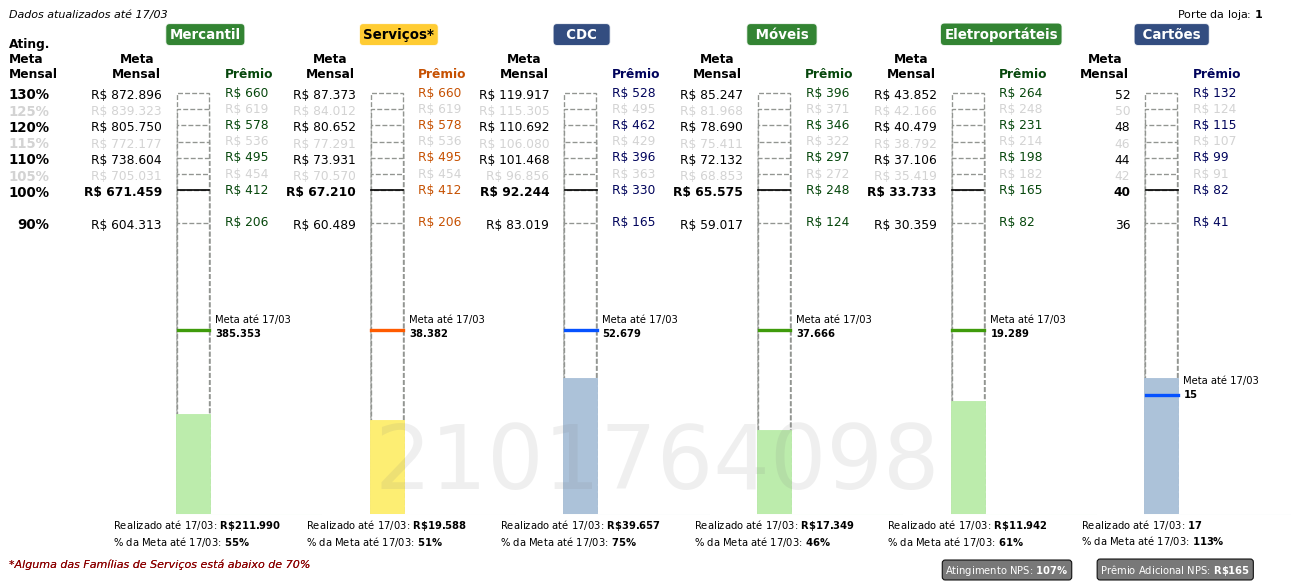 Dados atualizados até 17/03
Porte da loja: 1
Mercantil Serviços* CDC Móveis Eletroportáteis Cartões
Ating. Meta Mensal
Meta Mensal Prêmio Meta Mensal Prêmio Meta Mensal Prêmio Meta Mensal Prêmio Meta Mensal Prêmio Meta Mensal Prêmio
130% R$ 872.896 R$ 660 R$ 87.373 R$ 660 R$ 119.917 R$ 528 R$ 85.247 R$ 396 R$ 43.852 R$ 264 52 R$ 132
125% R$ 839.323 R$ 619 R$ 84.012 R$ 619 R$ 115.305 R$ 495 R$ 81.968 R$ 371 R$ 42.166 R$ 248 50 R$ 124
120% R$ 805.750 R$ 578 R$ 80.652 R$ 578 R$ 110.692 R$ 462 R$ 78.690 R$ 346 R$ 40.479 R$ 231 48 R$ 115
115% R$ 772.177 R$ 536 R$ 77.291 R$ 536 R$ 106.080 R$ 429 R$ 75.411 R$ 322 R$ 38.792 R$ 214 46 R$ 107
110% R$ 738.604 R$ 495 R$ 73.931 R$ 495 R$ 101.468 R$ 396 R$ 72.132 R$ 297 R$ 37.106 R$ 198 44 R$ 99
105% R$ 705.031 R$ 454 R$ 70.570 R$ 454 R$ 96.856 R$ 363 R$ 68.853 R$ 272 R$ 35.419 R$ 182 42 R$ 91
100% R$ 671.459 R$ 412 R$ 67.210 R$ 412 R$ 92.244 R$ 330 R$ 65.575 R$ 248 R$ 33.733 R$ 165 40 R$ 82
90% R$ 604.313 R$ 206 R$ 60.489 R$ 206 R$ 83.019 R$ 165 R$ 59.017 R$ 124 R$ 30.359 R$ 82 36 R$ 41
Meta até 17/03 Meta até 17/03 Meta até 17/03 Meta até 17/03 Meta até 17/03
385.353 38.382 52.679 37.666 19.289
Meta até 17/03
15
2101764098
Realizado até 17/03: R$211.990 Realizado até 17/03: R$19.588 Realizado até 17/03: R$39.657 Realizado até 17/03: R$17.349 Realizado até 17/03: R$11.942 Realizado até 17/03: 17
% da Meta até 17/03: 55% % da Meta até 17/03: 51% % da Meta até 17/03: 75% % da Meta até 17/03: 46% % da Meta até 17/03: 61% % da Meta até 17/03: 113%
*Alguma das Famílias de Serviços está abaixo de 70%
Atingimento NPS: 107% Prêmio Adicional NPS: R$165